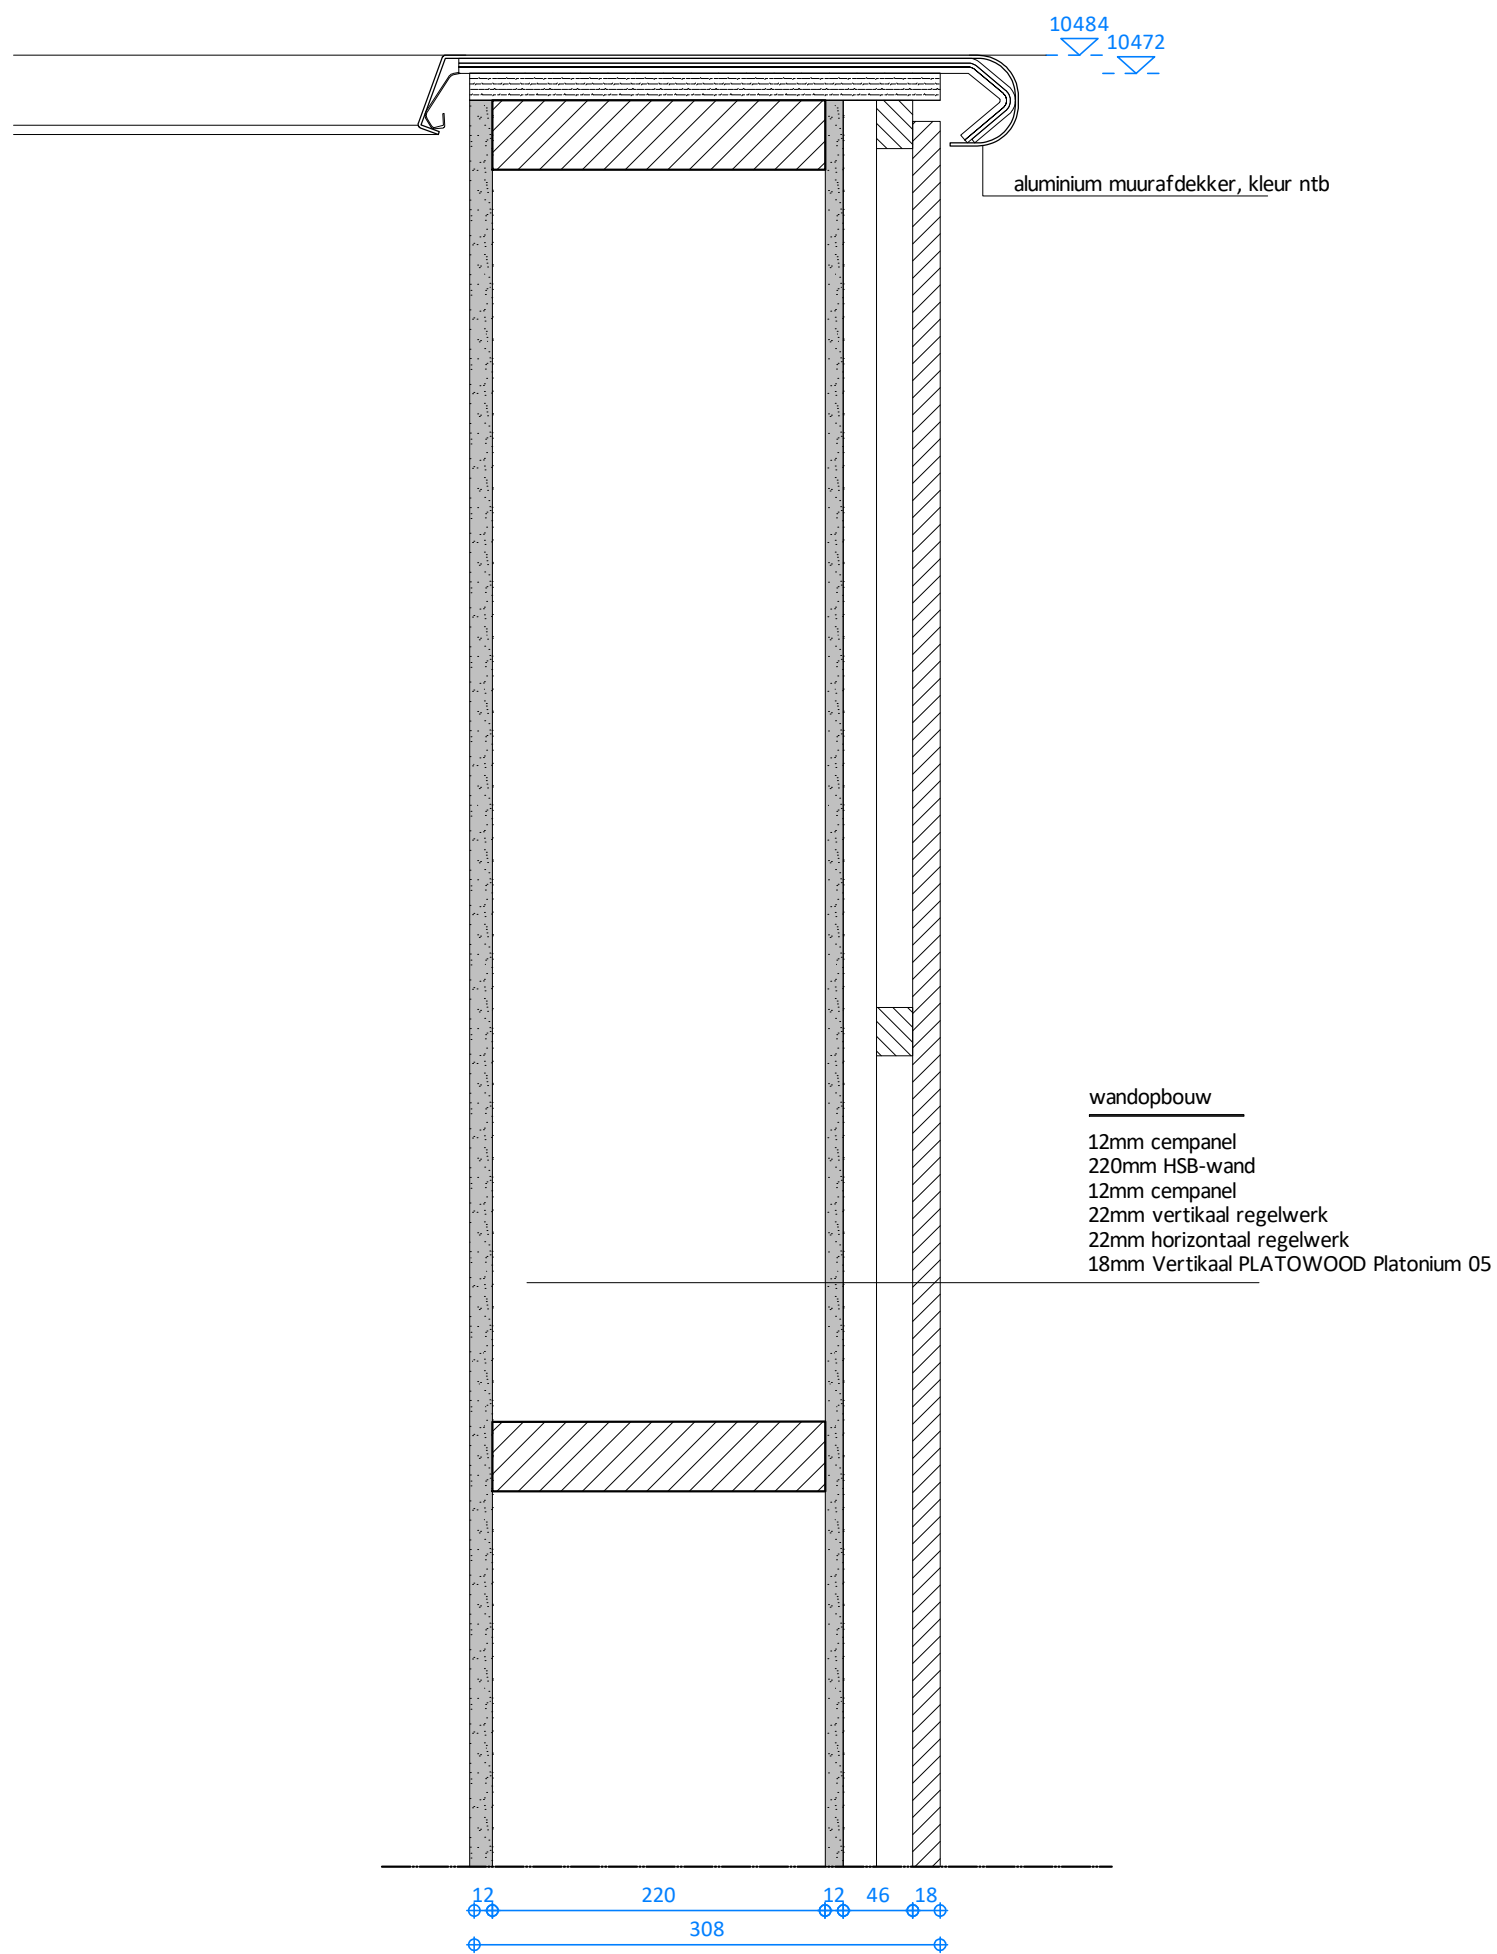 10484
10472
aluminium muurafdekker, kleur ntb
wandopbouw
12mm cempanel
220mm HSB-wand
12mm cempanel
22mm vertikaal regelwerk
22mm horizontaal regelwerk
18mm Vertikaal PLATOWOOD Platonium 05
12 220 12 46 18
308